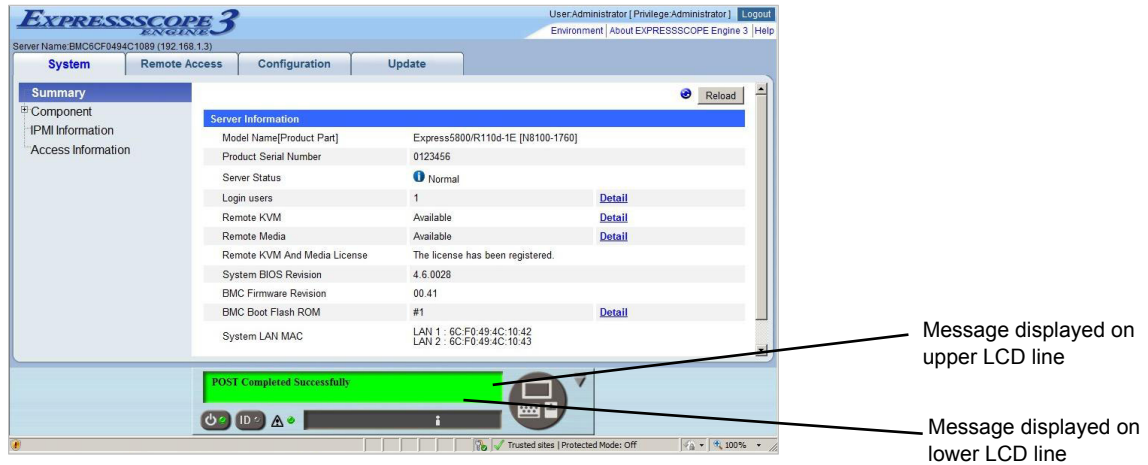 EXPRESSSCOPE
ENGINE 3
User:Administrator [ Privilege:Administrator ] Logout
Environment | About EXPRESSSCOPE Engine 3 | Help
Server Name:BMC6CF0494C1089 (192.168.1.3)
System Remote Access Configuration Update
Summary
Component
IPMI Information
Access Information
Reload
Server Information
Model Name[Product Part] Express5800/R110d-1E [N8100-1760]
Product Serial Number 0123456
Server Status Normal
Login users 1 Detail
Remote KVM Available Detail
Remote Media Available Detail
Remote KVM And Media License The license has been registered.
System BIOS Revision 4.6.0028
BMC Firmware Revision 00.41
BMC Boot Flash ROM #1 Detail
System LAN MAC LAN 1 : 6C:F0:49:4C:10:42
LAN 2 : 6C:F0:49:4C:10:43
Message displayed on
upper LCD line
POST Completed Successfully
ID
Message displayed on
lower LCD line
Trusted sites | Protected Mode: Off 100%